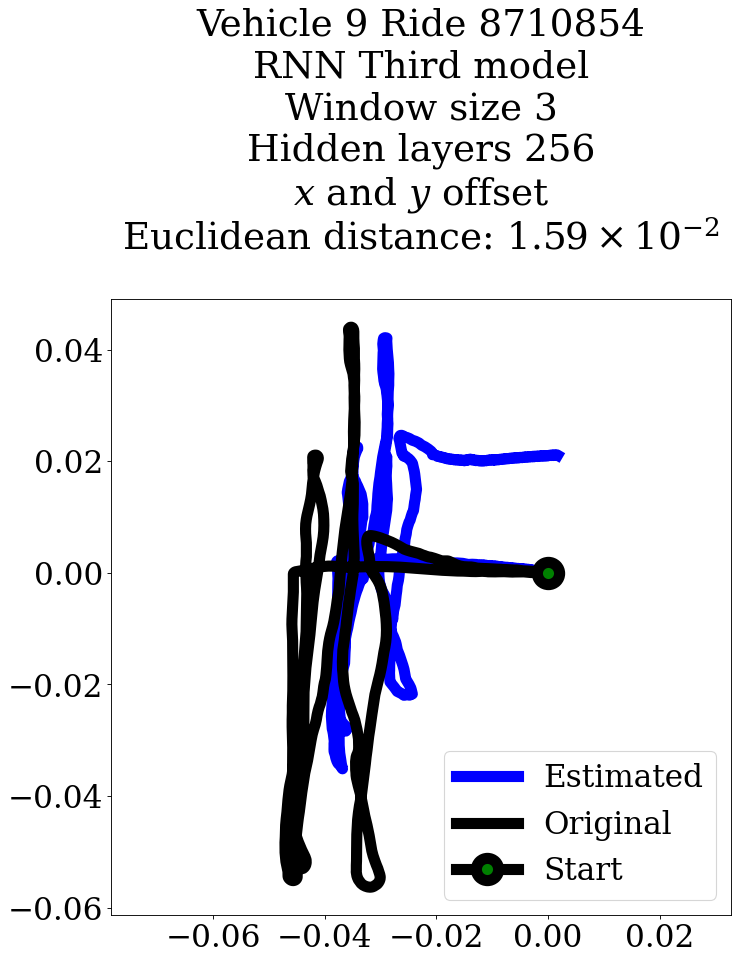 Vehicle 9 Ride 8710854
RNN Third model
Window size 3
Hidden layers 256
x and y offset
Euclidean distance: 1.59 × 10⁻²
0.04
0.02
0.00
−0.02
−0.04
−0.06
Estimated
Original
Start
−0.06 −0.04 −0.02 0.00 0.02